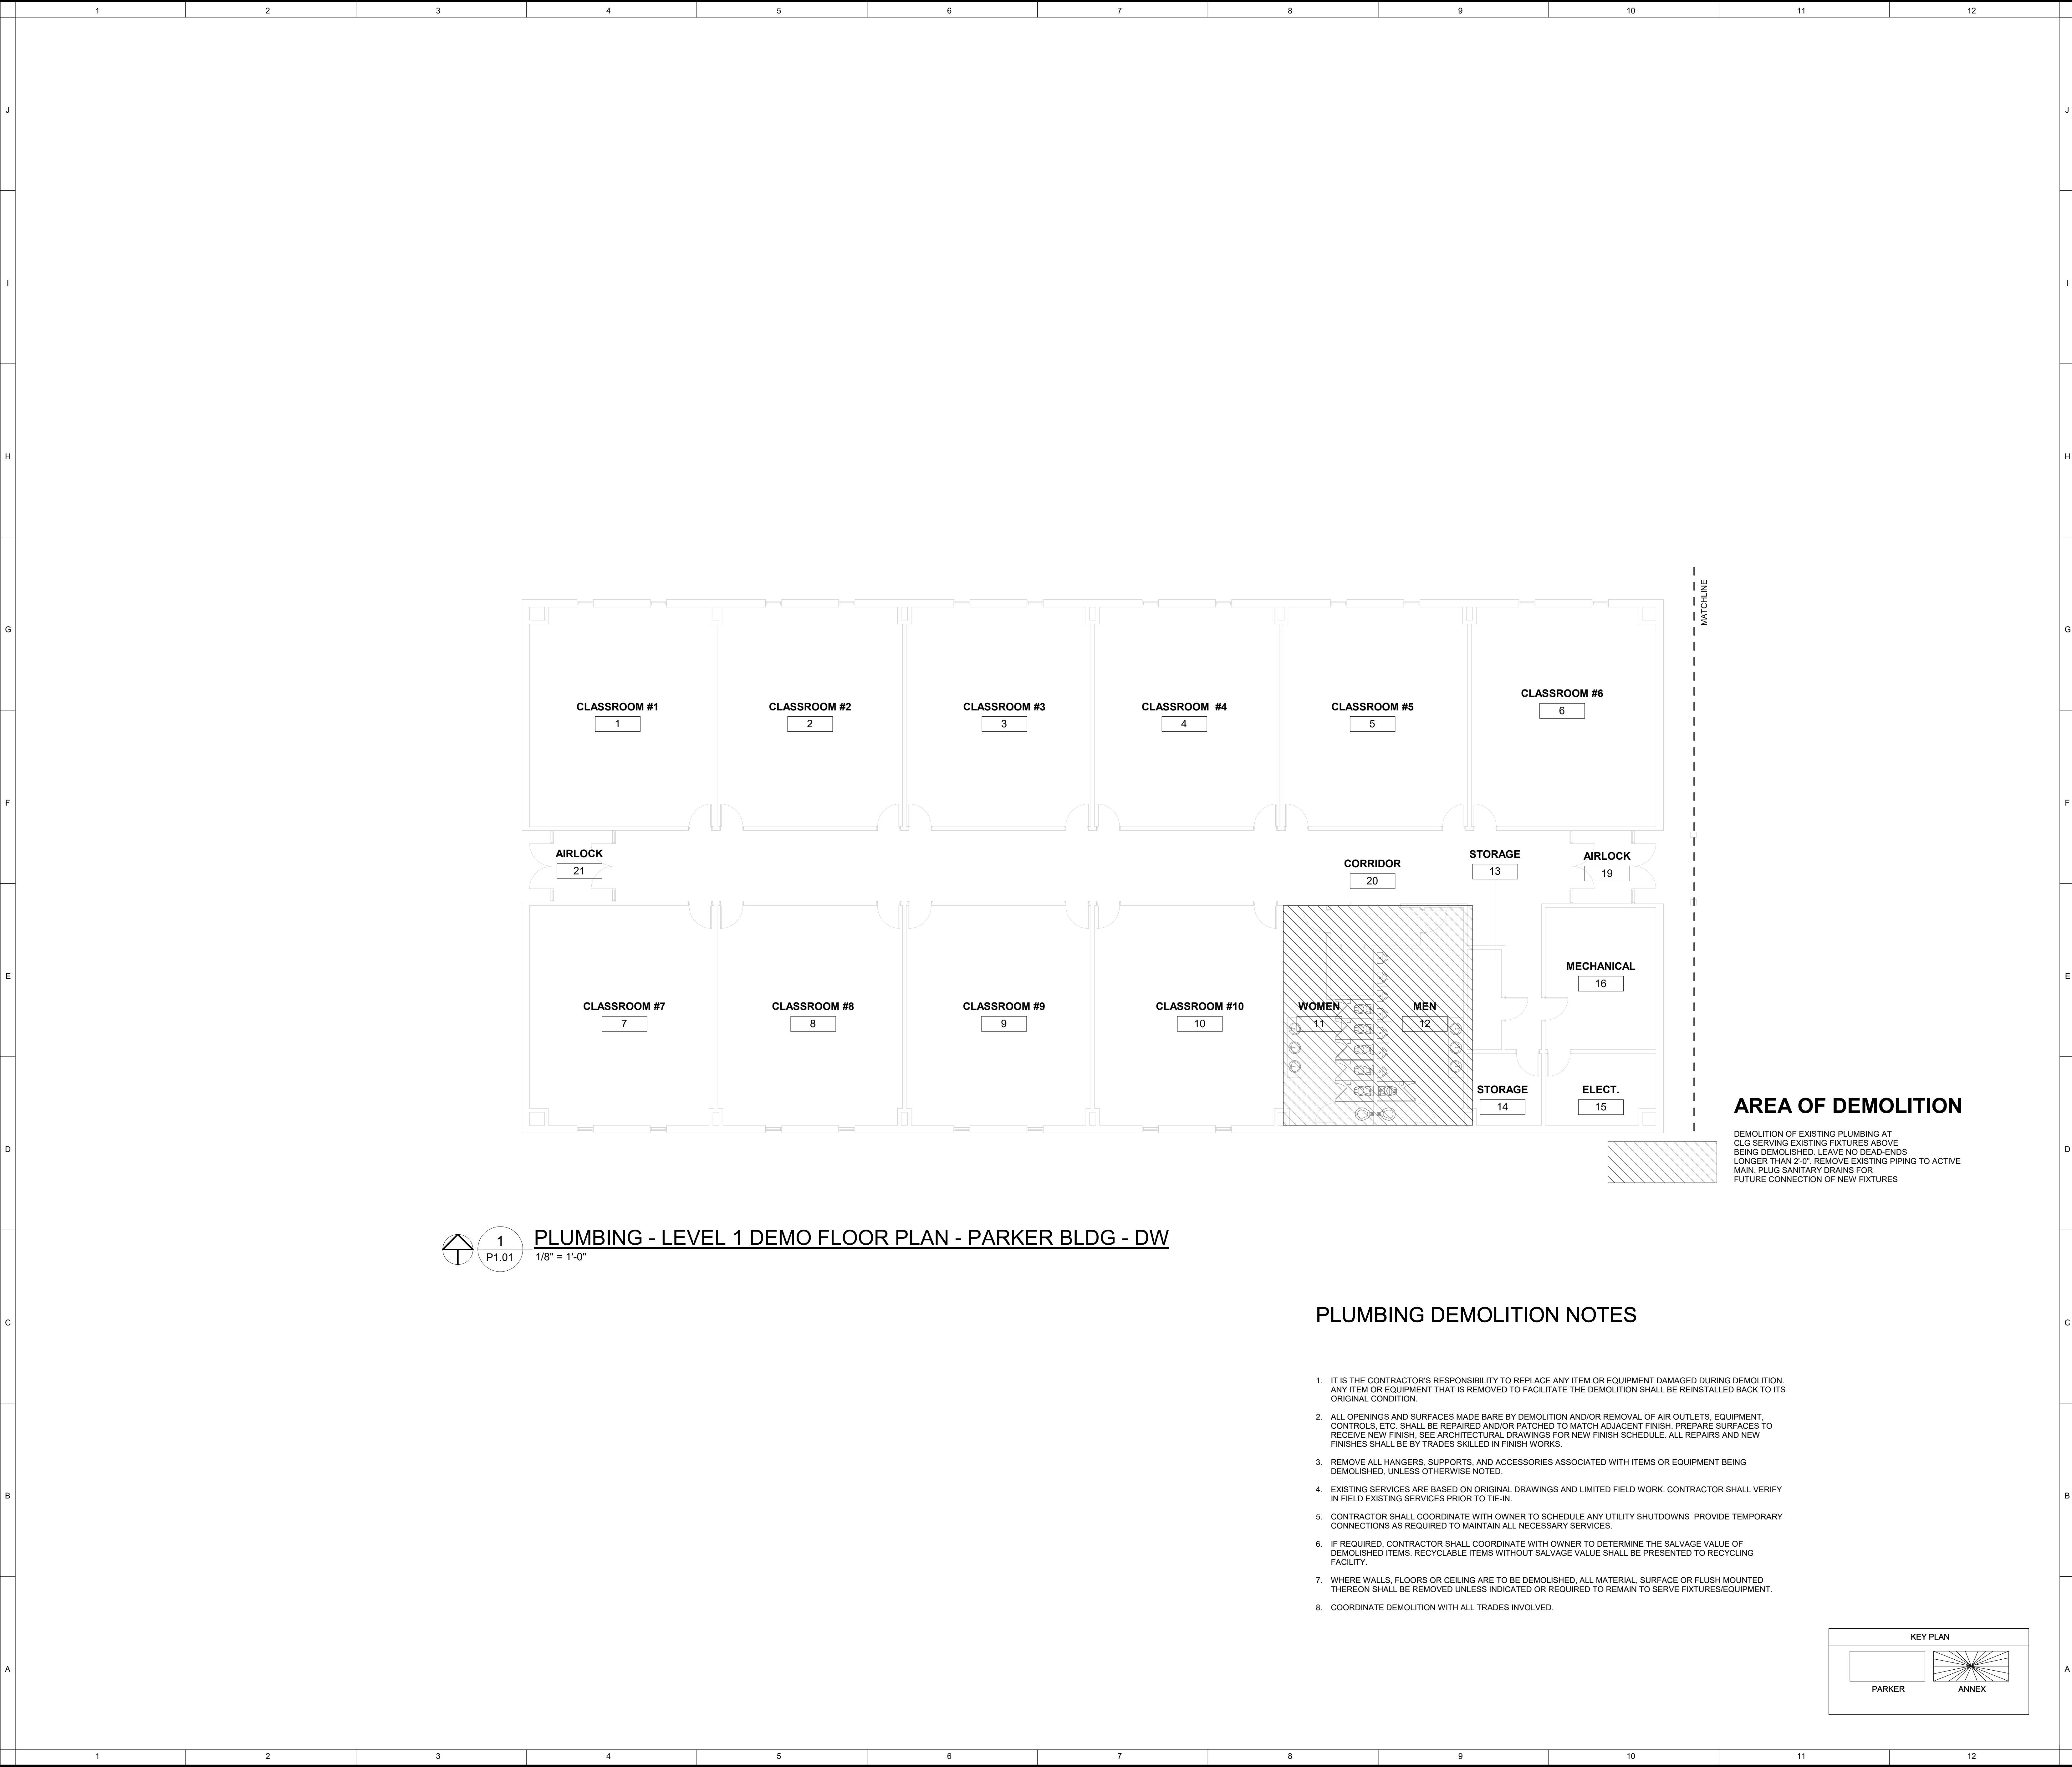 1 2 3 4 5 6 7 8 9 10 11 12
J J
I I
H H
G G
F F
E E
D D
C C
B B
A A
MATCHLINE
CLASSROOM #1
1
CLASSROOM #2
2
CLASSROOM #3
3
CLASSROOM #4
4
CLASSROOM #5
5
CLASSROOM #6
6
AIRLOCK
21
CORRIDOR
20
STORAGE
13
AIRLOCK
19
CLASSROOM #7
7
CLASSROOM #8
8
CLASSROOM #9
9
CLASSROOM #10
10
WOMEN
11
MEN
12
MECHANICAL
16
STORAGE
14
ELECT.
15
AREA OF DEMOLITION
DEMOLITION OF EXISTING PLUMBING AT
CLG SERVING EXISTING FIXTURES ABOVE
BEING DEMOLISHED. LEAVE NO DEAD-ENDS
LONGER THAN 2'-0". REMOVE EXISTING PIPING TO ACTIVE
MAIN. PLUG SANITARY DRAINS FOR
FUTURE CONNECTION OF NEW FIXTURES
1
P1.01
PLUMBING - LEVEL 1 DEMO FLOOR PLAN - PARKER BLDG - DW
1/8" = 1'-0"
PLUMBING DEMOLITION NOTES
1. IT IS THE CONTRACTOR'S RESPONSIBILITY TO REPLACE ANY ITEM OR EQUIPMENT DAMAGED DURING DEMOLITION.
ANY ITEM OR EQUIPMENT THAT IS REMOVED TO FACILITATE THE DEMOLITION SHALL BE REINSTALLED BACK TO ITS
ORIGINAL CONDITION.
2. ALL OPENINGS AND SURFACES MADE BARE BY DEMOLITION AND/OR REMOVAL OF AIR OUTLETS, EQUIPMENT,
CONTROLS, ETC. SHALL BE REPAIRED AND/OR PATCHED TO MATCH ADJACENT FINISH. PREPARE SURFACES TO
RECEIVE NEW FINISH, SEE ARCHITECTURAL DRAWINGS FOR NEW FINISH SCHEDULE. ALL REPAIRS AND NEW
FINISHES SHALL BE BY TRADES SKILLED IN FINISH WORKS.
3. REMOVE ALL HANGERS, SUPPORTS, AND ACCESSORIES ASSOCIATED WITH ITEMS OR EQUIPMENT BEING
DEMOLISHED, UNLESS OTHERWISE NOTED.
4. EXISTING SERVICES ARE BASED ON ORIGINAL DRAWINGS AND LIMITED FIELD WORK. CONTRACTOR SHALL VERIFY
IN FIELD EXISTING SERVICES PRIOR TO TIE-IN.
5. CONTRACTOR SHALL COORDINATE WITH OWNER TO SCHEDULE ANY UTILITY SHUTDOWNS PROVIDE TEMPORARY
CONNECTIONS AS REQUIRED TO MAINTAIN ALL NECESSARY SERVICES.
6. IF REQUIRED, CONTRACTOR SHALL COORDINATE WITH OWNER TO DETERMINE THE SALVAGE VALUE OF
DEMOLISHED ITEMS. RECYCLABLE ITEMS WITHOUT SALVAGE VALUE SHALL BE PRESENTED TO RECYCLING
FACILITY.
7. WHERE WALLS, FLOORS OR CEILING ARE TO BE DEMOLISHED, ALL MATERIAL, SURFACE OR FLUSH MOUNTED
THEREON SHALL BE REMOVED UNLESS INDICATED OR REQUIRED TO REMAIN TO SERVE FIXTURES/EQUIPMENT.
8. COORDINATE DEMOLITION WITH ALL TRADES INVOLVED.
KEY PLAN
PARKER
ANNEX
1 2 3 4 5 6 7 8 9 10 11 12